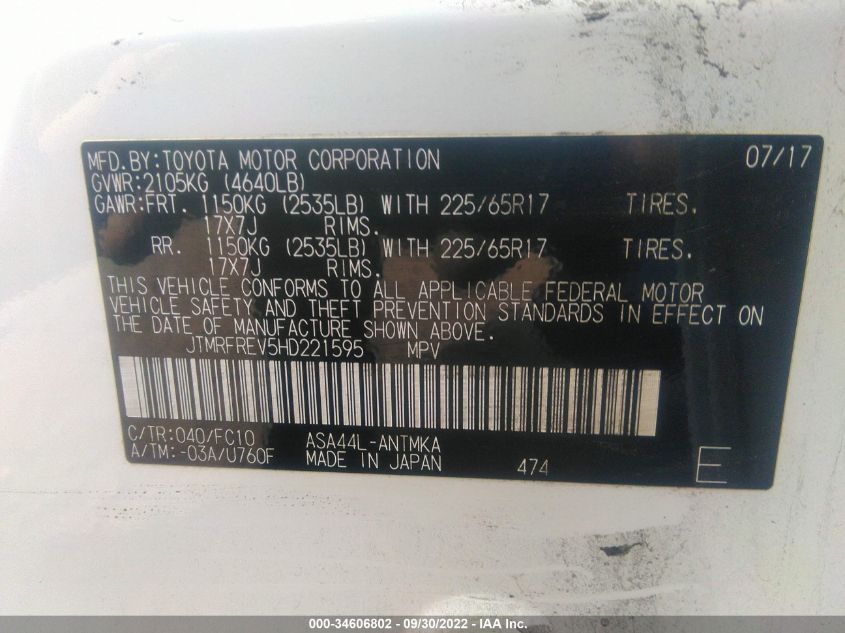 MFD.BY:TOYOTA MOTOR CORPORATION 07/17
GVWR:2105KG (4640LB)
GAWR:FRT. 1150KG (2535LB) WITH 225/65R17 TIRES.
17X7J RIMS.
RR. 1150KG (2535LB) WITH 225/65R17 TIRES.
17X7J RIMS.
THIS VEHICLE CONFORMS TO ALL APPLICABLE FEDERAL MOTOR
VEHICLE SAFETY AND THEFT PREVENTION STANDARDS IN EFFECT ON
THE DATE OF MANUFACTURE SHOWN ABOVE.
JTMRFREV5HD221595 MPV
C/TR:040/FC10 ASA44L-ANTMKA
A/TM:-03A/U760F MADE IN JAPAN 474 E
000-34606802 - 09/30/2022 - IAA Inc.